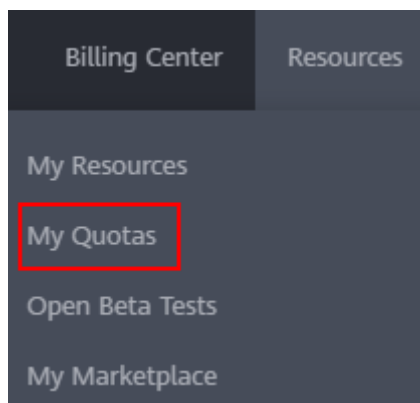 Billing Center Resources
My Resources
My Quotas
Open Beta Tests
My Marketplace